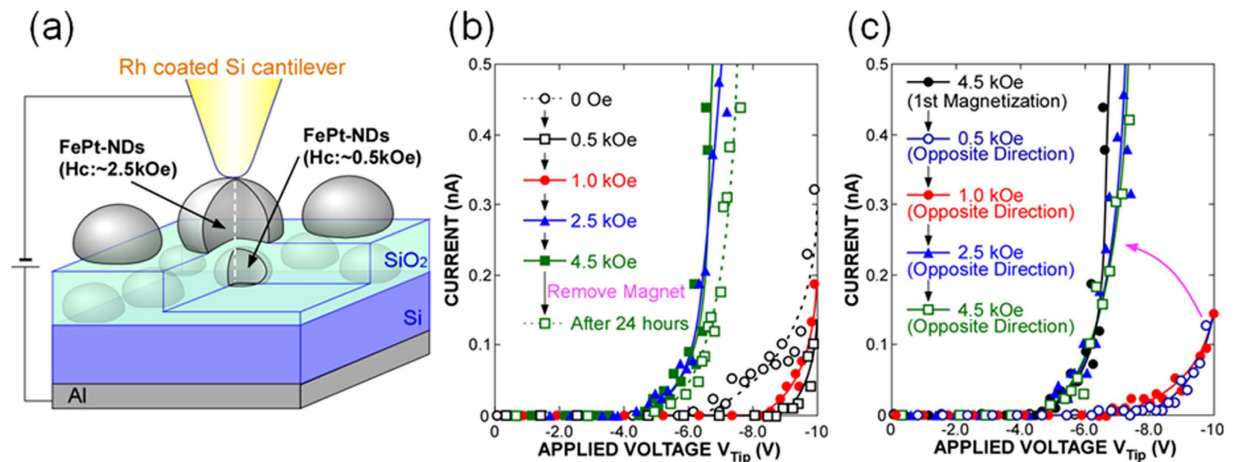 (a)
Rh coated Si cantilever
FePt-NDs
(Hc:~2.5kOe)
FePt-NDs
(Hc:~0.5kOe)
SiO2
Si
Al
(b)
CURRENT (nA)
0.5
0.4
0.3
0.2
0.1
0
0 Oe
0.5 kOe
1.0 kOe
2.5 kOe
4.5 kOe
Remove Magnet
After 24 hours
0 -2.0 -4.0 -6.0 -8.0 -10
APPLIED VOLTAGE VTip (V)
(c)
CURRENT (nA)
0.5
0.4
0.3
0.2
0.1
0
4.5 kOe
(1st Magnetization)
0.5 kOe
(Opposite Direction)
1.0 kOe
(Opposite Direction)
2.5 kOe
(Opposite Direction)
4.5 kOe
(Opposite Direction)
0 -2.0 -4.0 -6.0 -8.0 -10
APPLIED VOLTAGE VTip (V)